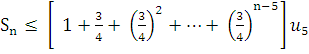 Sₙ ≤ [ 1 + 3/4 + (3/4)² + ⋯ + (3/4)ⁿ⁻⁵ ] u₅